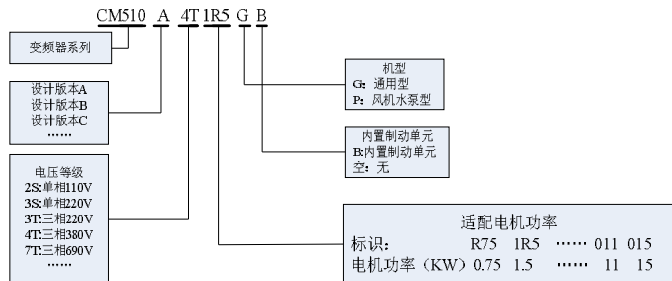 CM510 A 4T1R5 G B
变频器系列
设计版本A
设计版本B
设计版本C
……
电压等级
2S:单相110V
3S:单相220V
3T:三相220V
4T:三相380V
7T:三相690V
……
机型
G：通用型
P：风机水泵型
内置制动单元
B:内置制动单元
空：无
适配电机功率
标识： R75 1R5 …… 011 015
电机功率（KW）0.75 1.5 …… 11 15